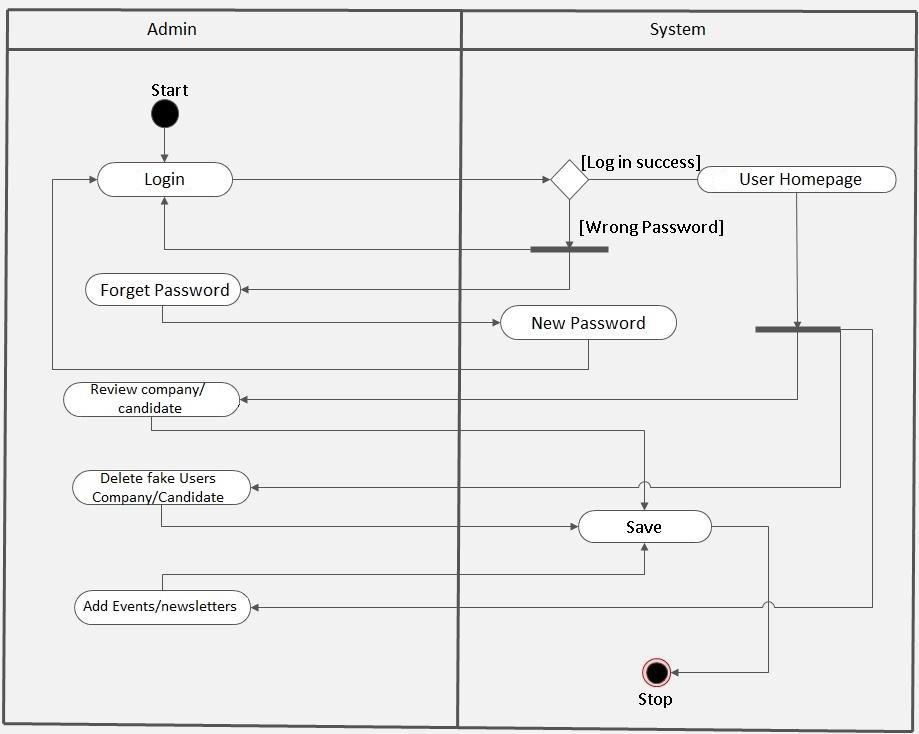 Admin
System
Start
Login
[Log in success]
User Homepage
[Wrong Password]
Forget Password
New Password
Review company/
candidate
Delete fake Users
Company/Candidate
Save
Add Events/newsletters
Stop